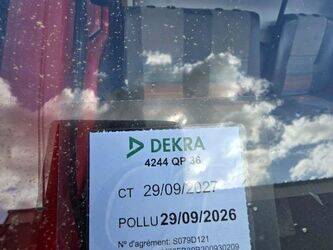 DEKRA
4244 QP 36
CT 29/09/2027
POLLU 29/09/2026
N° d'agrément: S079D121